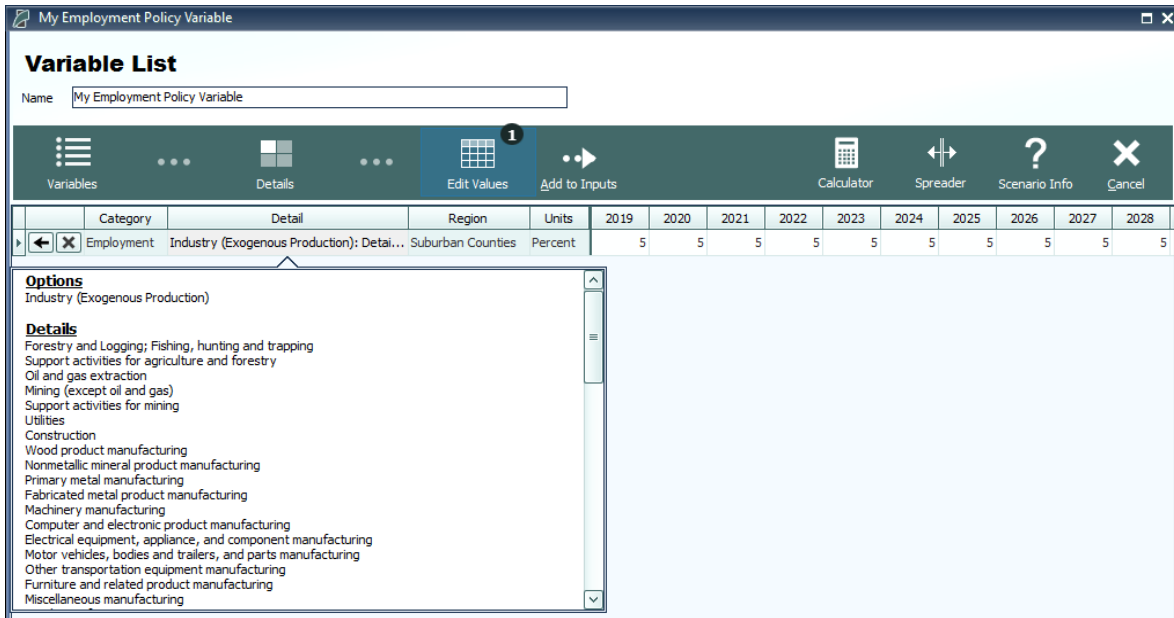 My Employment Policy Variable
Variable List
Name My Employment Policy Variable
1
Variables Details Edit Values Add to Inputs Calculator Spreader Scenario Info Cancel
Category Detail Region Units 2019 2020 2021 2022 2023 2024 2025 2026 2027 2028
Employment Industry (Exogenous Production): Detai... Suburban Counties Percent 5 5 5 5 5 5 5 5 5 5
Options
Industry (Exogenous Production)
Details
Forestry and Logging; Fishing, hunting and trapping
Support activities for agriculture and forestry
Oil and gas extraction
Mining (except oil and gas)
Support activities for mining
Utilities
Construction
Wood product manufacturing
Nonmetallic mineral product manufacturing
Primary metal manufacturing
Fabricated metal product manufacturing
Machinery manufacturing
Computer and electronic product manufacturing
Electrical equipment, appliance, and component manufacturing
Motor vehicles, bodies and trailers, and parts manufacturing
Other transportation equipment manufacturing
Furniture and related product manufacturing
Miscellaneous manufacturing